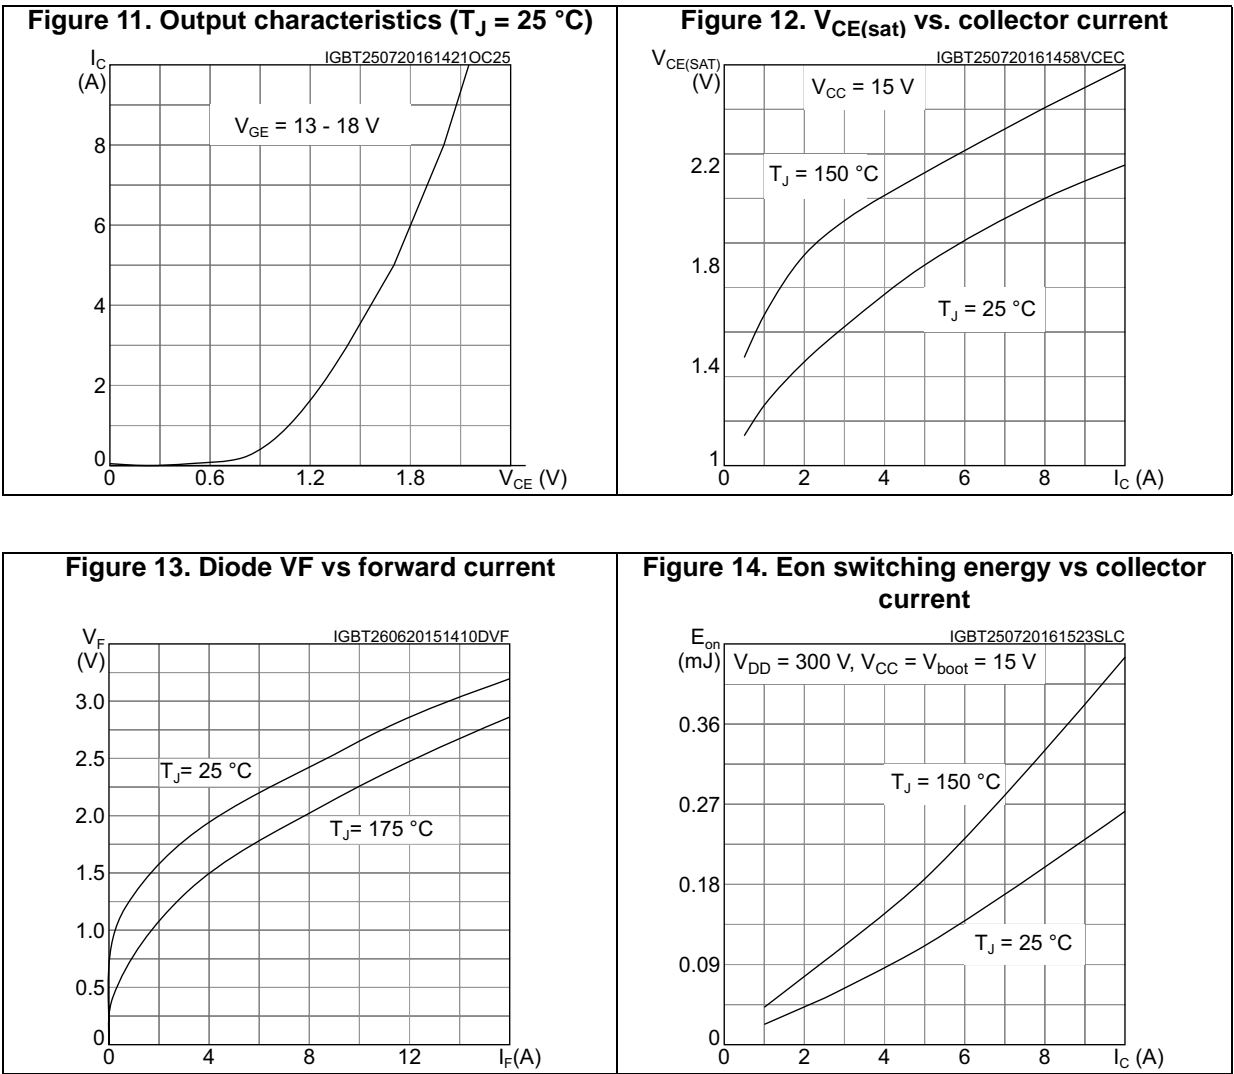 Figure 11. Output characteristics (TJ = 25 °C)
IC
(A)
IGBT250720161421OC25
VGE = 13 - 18 V
8
6
4
2
0
0 0.6 1.2 1.8 VCE (V)
Figure 12. VCE(sat) vs. collector current
VCE(SAT)
(V)
IGBT250720161458VCEC
VCC = 15 V
2.2
TJ = 150 °C
1.8
TJ = 25 °C
1.4
1
0 2 4 6 8 IC (A)
Figure 13. Diode VF vs forward current
VF
(V)
IGBT260620151410DVF
3.0
2.5
TJ= 25 °C
2.0
TJ= 175 °C
1.5
1.0
0.5
0
0 4 8 12 IF(A)
Figure 14. Eon switching energy vs collector
current
Eon
(mJ)
IGBT250720161523SLC
VDD = 300 V, VCC = Vboot = 15 V
0.36
TJ = 150 °C
0.27
0.18
TJ = 25 °C
0.09
0
0 2 4 6 8 IC (A)